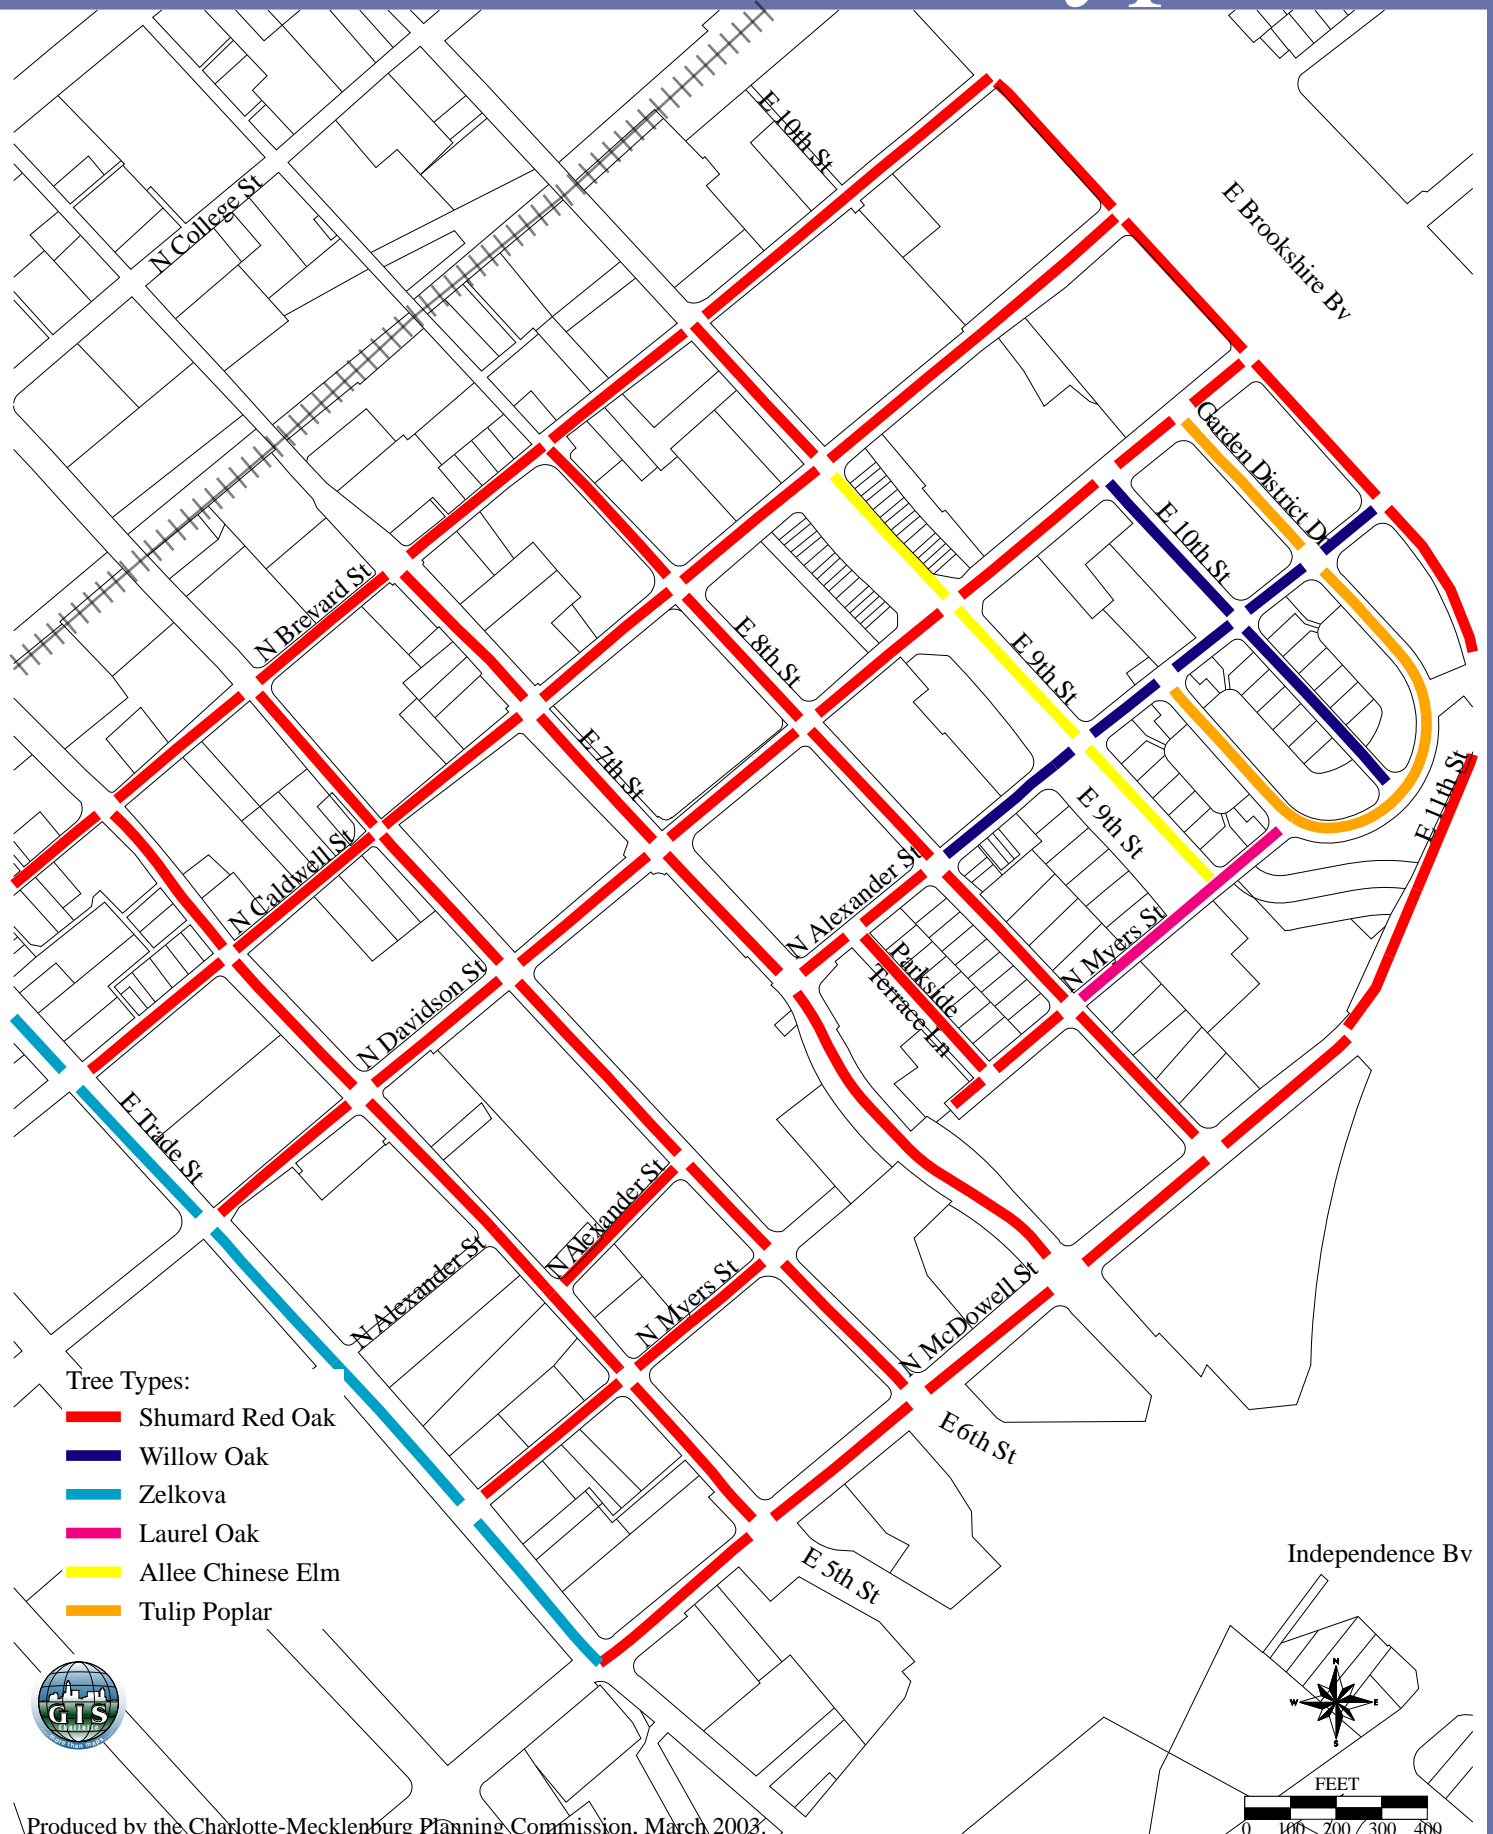 E 10th St
N College St
E Brookshire Bv
Garden District Dr
E 10th St
N Brevard St
E 8th St
E 9th St
E 7th St
E 11th St
E 9th St
N Caldwell St
N Alexander St
N Myers St
Parkside
Terrace Ln
N Davidson St
E Trade St
N Alexander St
N Alexander St
N Myers St
N McDowell St
E 6th St
E 5th St
Independence Bv
Tree Types:
Shumard Red Oak
Willow Oak
Zelkova
Laurel Oak
Allee Chinese Elm
Tulip Poplar
GIS
Charlotte
more than maps
N
W E
S
FEET
0 100 200 300 400
Produced by the Charlotte-Mecklenburg Planning Commission, March 2003.